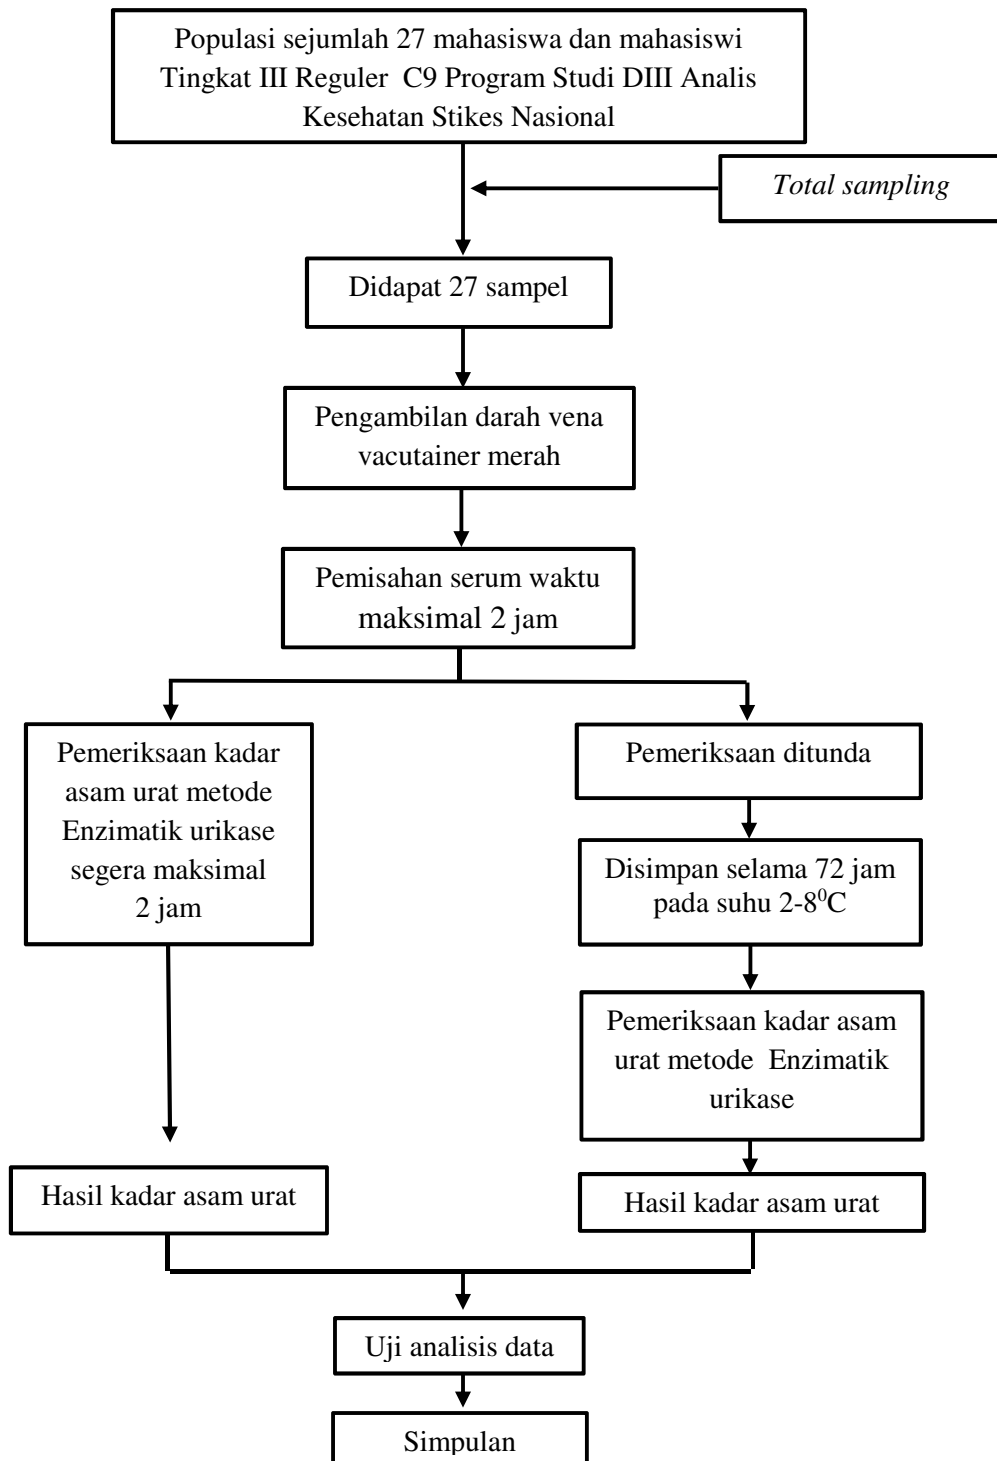 Populasi sejumlah 27 mahasiswa dan mahasiswi
Tingkat III Reguler C9 Program Studi DIII Analis
Kesehatan Stikes Nasional
Total sampling
Didapat 27 sampel
Pengambilan darah vena
vacutainer merah
Pemisahan serum waktu
maksimal 2 jam
Pemeriksaan kadar
asam urat metode
Enzimatik urikase
segera maksimal
2 jam
Pemeriksaan ditunda
Disimpan selama 72 jam
pada suhu 2-8⁰C
Pemeriksaan kadar asam
urat metode Enzimatik
urikase
Hasil kadar asam urat
Hasil kadar asam urat
Uji analisis data
Simpulan